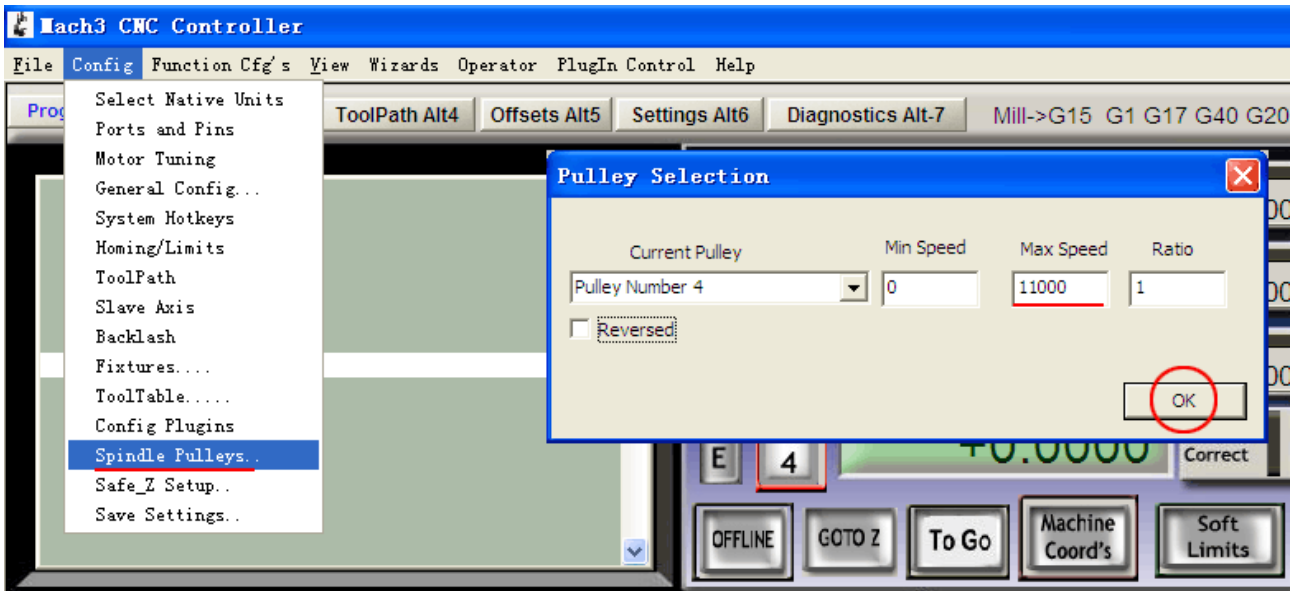 Mach3 CNC Controller
File Config Function Cfg's View Wizards Operator PlugIn Control Help
Prog
ToolPath Alt4 Offsets Alt5 Settings Alt6 Diagnostics Alt-7 Mill->G15 G1 G17 G40 G20
Select Native Units
Ports and Pins
Motor Tuning
General Config...
System Hotkeys
Homing/Limits
ToolPath
Slave Axis
Backlash
Fixtures....
ToolTable.....
Config Plugins
Spindle Pulleys..
Safe_Z Setup..
Save Settings..
Pulley Selection
Current Pulley Min Speed Max Speed Ratio
Pulley Number 4 0 11000 1
Reversed
OK
E 4 +0.0000 Correct
OFFLINE GOTO Z To Go Machine Coord's Soft Limits